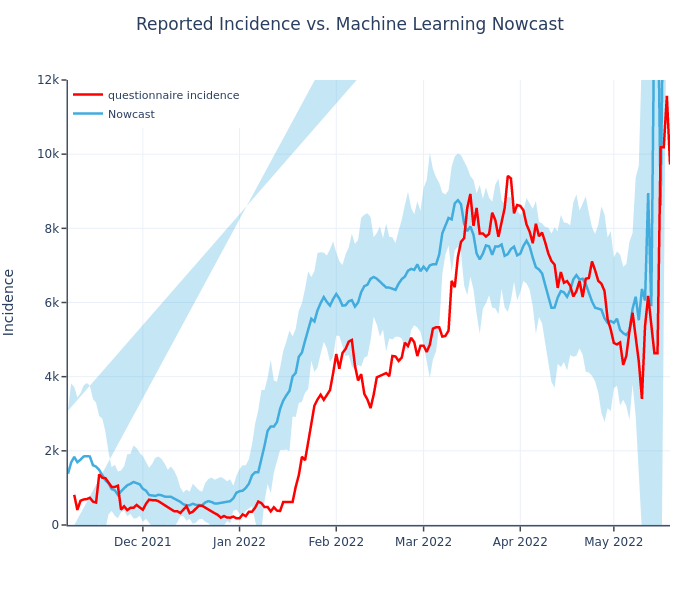 Reported Incidence vs. Machine Learning Nowcast
12k
questionnaire incidence
Nowcast
10k
8k
Incidence
6k
4k
2k
0
Dec 2021
Jan 2022
Feb 2022
Mar 2022
Apr 2022
May 2022